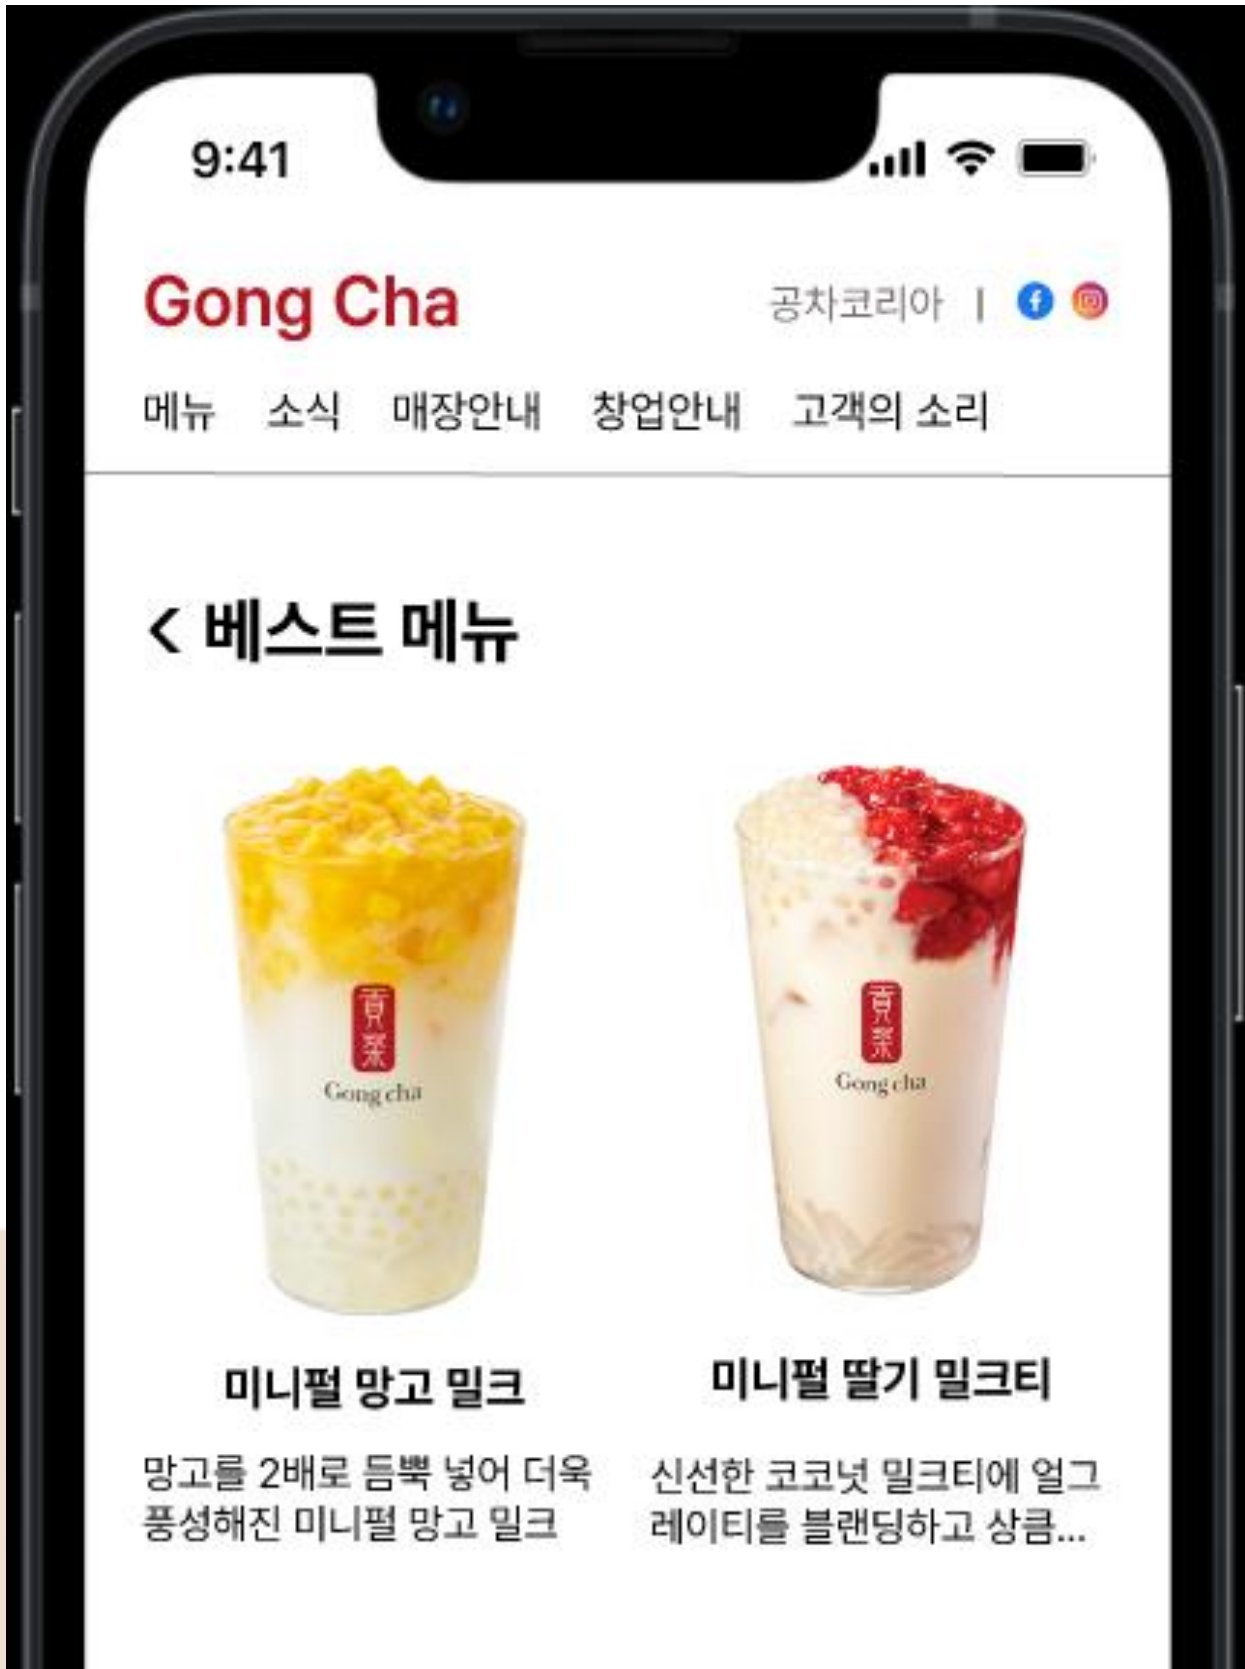 9:41
Gong Cha
공차코리아 |
메뉴 소식 매장안내 창업안내 고객의 소리
< 베스트 메뉴
貢茶
Gong cha
貢茶
Gong cha
미니펄 망고 밀크
미니펄 딸기 밀크티
망고를 2배로 듬뿍 넣어 더욱
풍성해진 미니펄 망고 밀크
신선한 코코넛 밀크티에 얼그
레이티를 블랜딩하고 상큼...